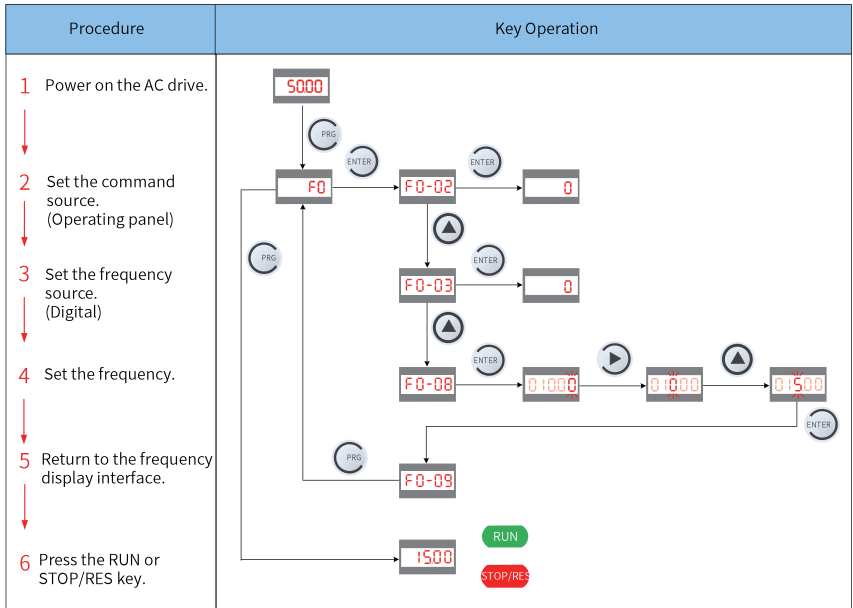 Procedure
Key Operation
1 Power on the AC drive.
50.00
PRG
ENTER
ENTER
2 Set the command
source.
(Operating panel)
F0
F0-02
0
PRG
ENTER
3 Set the frequency
source.
(Digital)
F0-03
0
ENTER
4 Set the frequency.
F0-08
010.00
010.00
015.00
ENTER
PRG
5 Return to the frequency
display interface.
F0-09
6 Press the RUN or
STOP/RES key.
15.00
RUN
STOP/RES